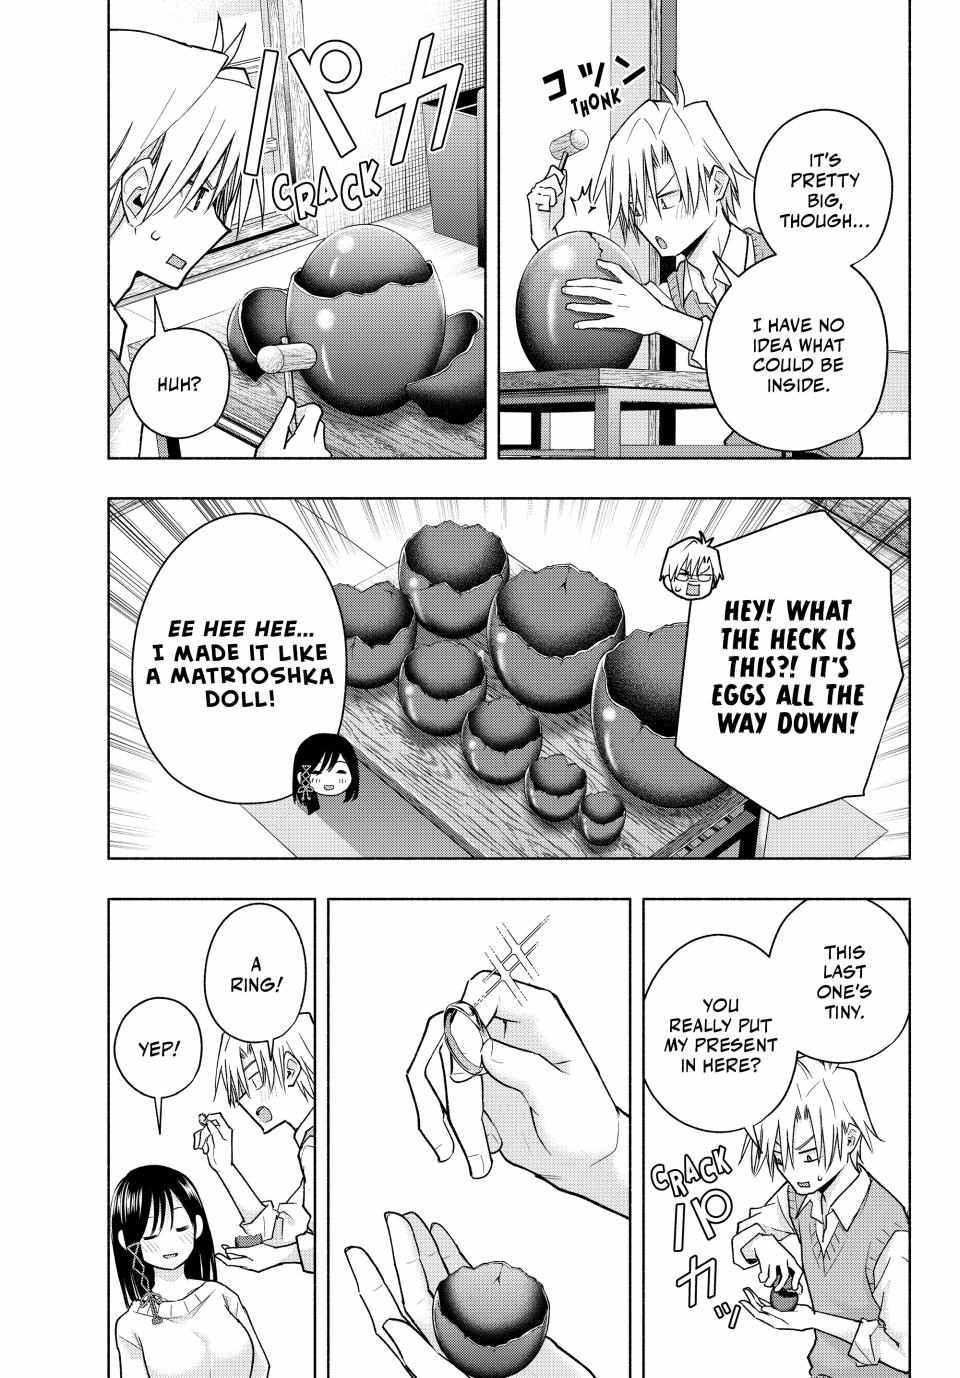 IT'S
PRETTY
BIG,
THOUGH...
I HAVE NO
IDEA WHAT
COULD BE
INSIDE.
コツン
THONK
パカ
CRACK
HUH?
HEY! WHAT
THE HECK IS
THIS?! IT'S
EGGS ALL THE
WAY DOWN!
EE HEE HEE...
I MADE IT LIKE
A MATRYOSHKA
DOLL!
THIS
LAST
ONE'S
TINY.
YOU
REALLY PUT
MY PRESENT
IN HERE?
CRACK
パカッ
A
RING!
YEP!